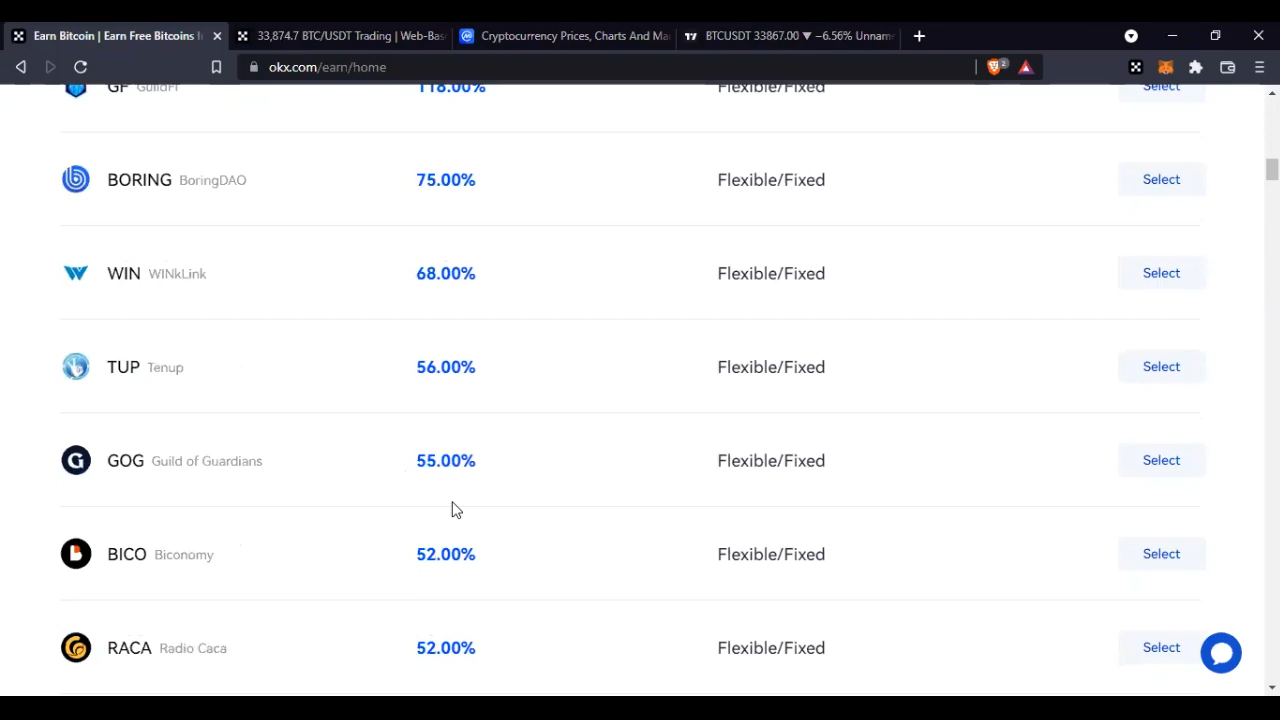 Earn Bitcoin | Earn Free Bitcoins I
33,874.7 BTC/USDT Trading | Web-Bas
Cryptocurrency Prices, Charts And Ma
BTCUSDT 33867.00 ▼ −6.56% Unnam
okx.com/earn/home
2
GF GuildFi 118.00% Flexible/Fixed Select
BORING BoringDAO 75.00% Flexible/Fixed Select
WIN WINkLink 68.00% Flexible/Fixed Select
TUP Tenup 56.00% Flexible/Fixed Select
GOG Guild of Guardians 55.00% Flexible/Fixed Select
BICO Biconomy 52.00% Flexible/Fixed Select
RACA Radio Caca 52.00% Flexible/Fixed Select